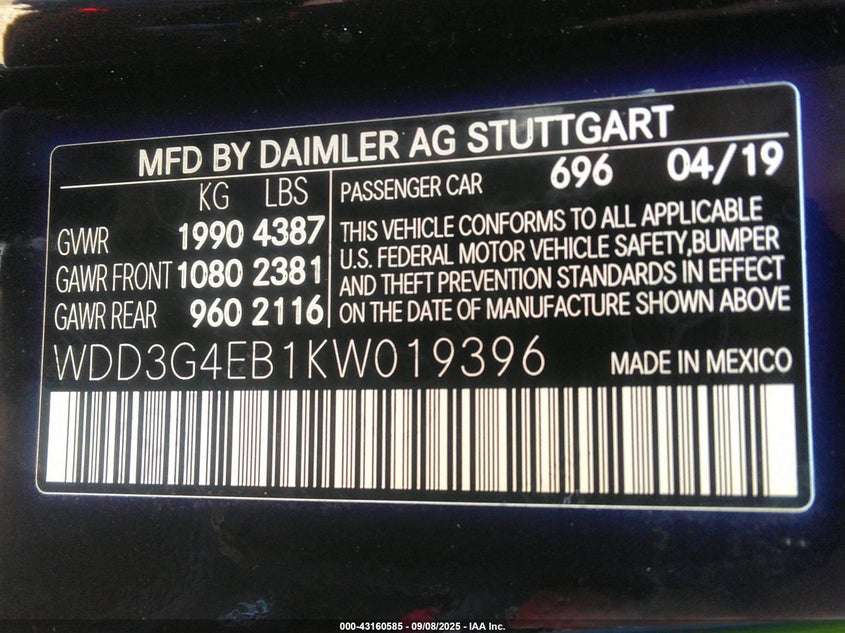 MFD BY DAIMLER AG STUTTGART
KG LBS
GVWR 1990 4387
GAWR FRONT 1080 2381
GAWR REAR 960 2116
PASSENGER CAR 696 04/19
THIS VEHICLE CONFORMS TO ALL APPLICABLE
U.S. FEDERAL MOTOR VEHICLE SAFETY,BUMPER
AND THEFT PREVENTION STANDARDS IN EFFECT
ON THE DATE OF MANUFACTURE SHOWN ABOVE
WDD3G4EB1KW019396 MADE IN MEXICO
000-43160585 - 09/08/2025 - IAA Inc.